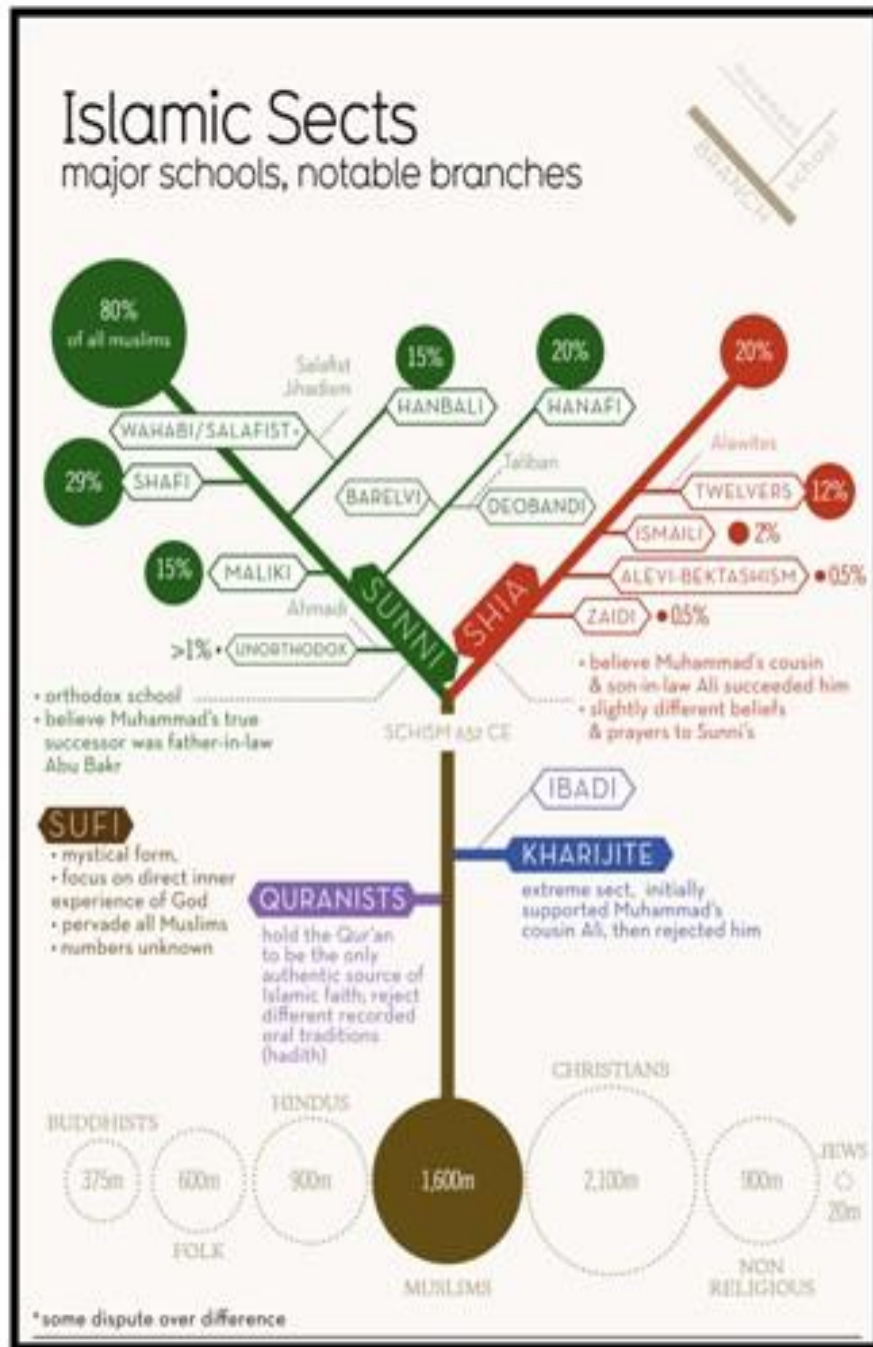 Islamic Sects
major schools, notable branches
movement
BRANCH
school
80%
of all muslims
Salafist
Jihadism
15%
HANBALI
20%
HANAFI
20%
WAHABI/SALAFIST*
29%
SHAFI
BARELVI
Taliban
DEOBANDI
Alawites
TWELVERS
12%
ISMAILI
2%
15%
MALIKI
ALEVI-BEKTASHISM
0.5%
Ahmadi
SUNNI
SHIA
ZAIDI
0.5%
>1%
UNORTHODOX
• orthodox school
• believe Muhammad's true
successor was father-in-law
Abu Bakr
• believe Muhammad's cousin
& son-in-law Ali succeeded him
• slightly different beliefs
& prayers to Sunni's
SCHISM CE
IBADI
SUFI
• mystical form,
• focus on direct inner
experience of God
• pervade all Muslims
• numbers unknown
KHARIJITE
extreme sect, initially
supported Muhammad's
cousin Ali, then rejected him
QURANISTS
hold the Qur'an
to be the only
authentic source of
Islamic faith; reject
different recorded
oral traditions
(hadith)
BUDDHISTS
375m
600m
FOLK
HINDUS
900m
1,600m
MUSLIMS
CHRISTIANS
2,100m
900m
NON
RELIGIOUS
JEWS
20m
*some dispute over difference